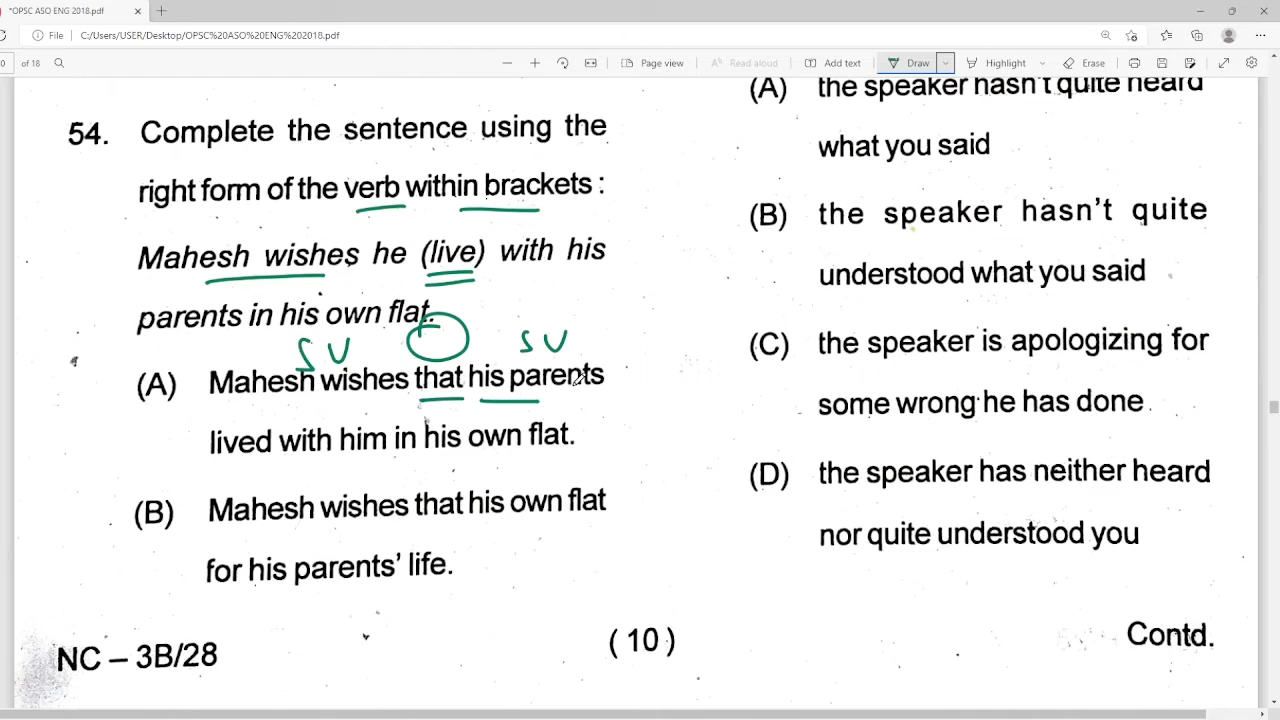 *OPSC ASO ENG 2018.pdf
File
C:/Users/USER/Desktop/OPSC%20ASO%20ENG%202018.pdf
0 of 18
Page view
Read aloud
Add text
Draw
Highlight
Erase
54. Complete the sentence using the
right form of the verb within brackets :
Mahesh wishes he (live) with his
parents in his own flat.
S V S V
(A) Mahesh wishes that his parents
lived with him in his own flat.
(B) Mahesh wishes that his own flat
for his parents' life.
NC – 3B/28
(A) the speaker hasn't quite heard
what you said
(B) the speaker hasn't quite
understood what you said
(C) the speaker is apologizing for
some wrong he has done
(D) the speaker has neither heard
nor quite understood you
( 10 )
Contd.